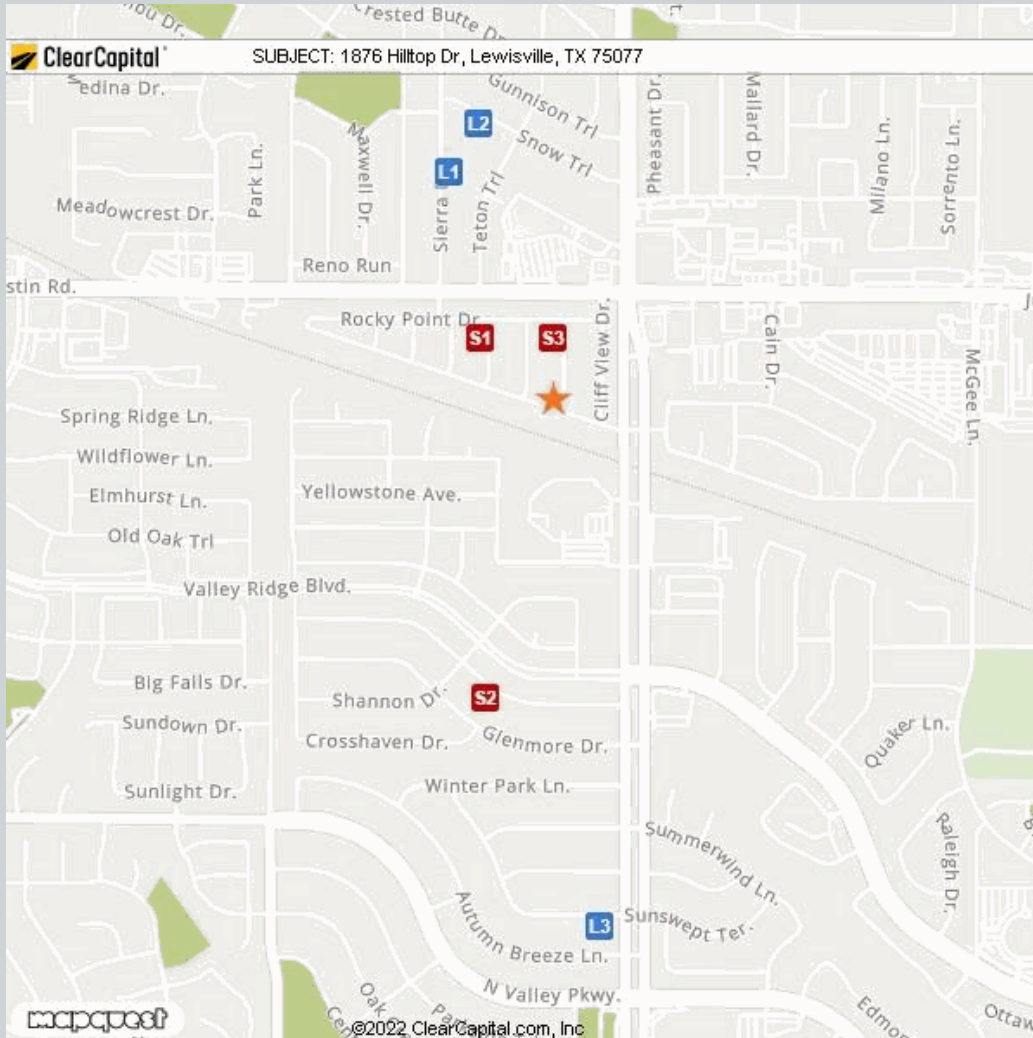 Crested Butte Dr.
ClearCapital
SUBJECT: 1876 Hilltop Dr, Lewisville, TX 75077
edina Dr.
Gunnison Trl
Snow Trl
L2
L1
Maxwell Dr.
Park Ln.
Meadowcrest Dr.
Sierra
Teton Trl
Pheasant Dr.
Mallard Dr.
Milano Ln.
Sorrento Ln.
Reno Run
stin Rd.
J
Rocky Point Dr.
S1
S3
Cliff View Dr.
Cain Dr.
McGee Ln.
Spring Ridge Ln.
Wildflower Ln.
Elmhurst Ln.
Yellowstone Ave.
Old Oak Trl
Valley Ridge Blvd.
Big Falls Dr.
Shannon Dr.
S2
Sundown Dr.
Crosshaven Dr.
Glenmore Dr.
Quaker Ln.
Sunlight Dr.
Winter Park Ln.
Summerwind Ln.
Raleigh Dr.
Autumn Breeze Ln.
L3
Sunswept Ter.
N Valley Pkwy.
Oak
Edmo
Ottaw
mapquest
©2022 ClearCapital.com, Inc